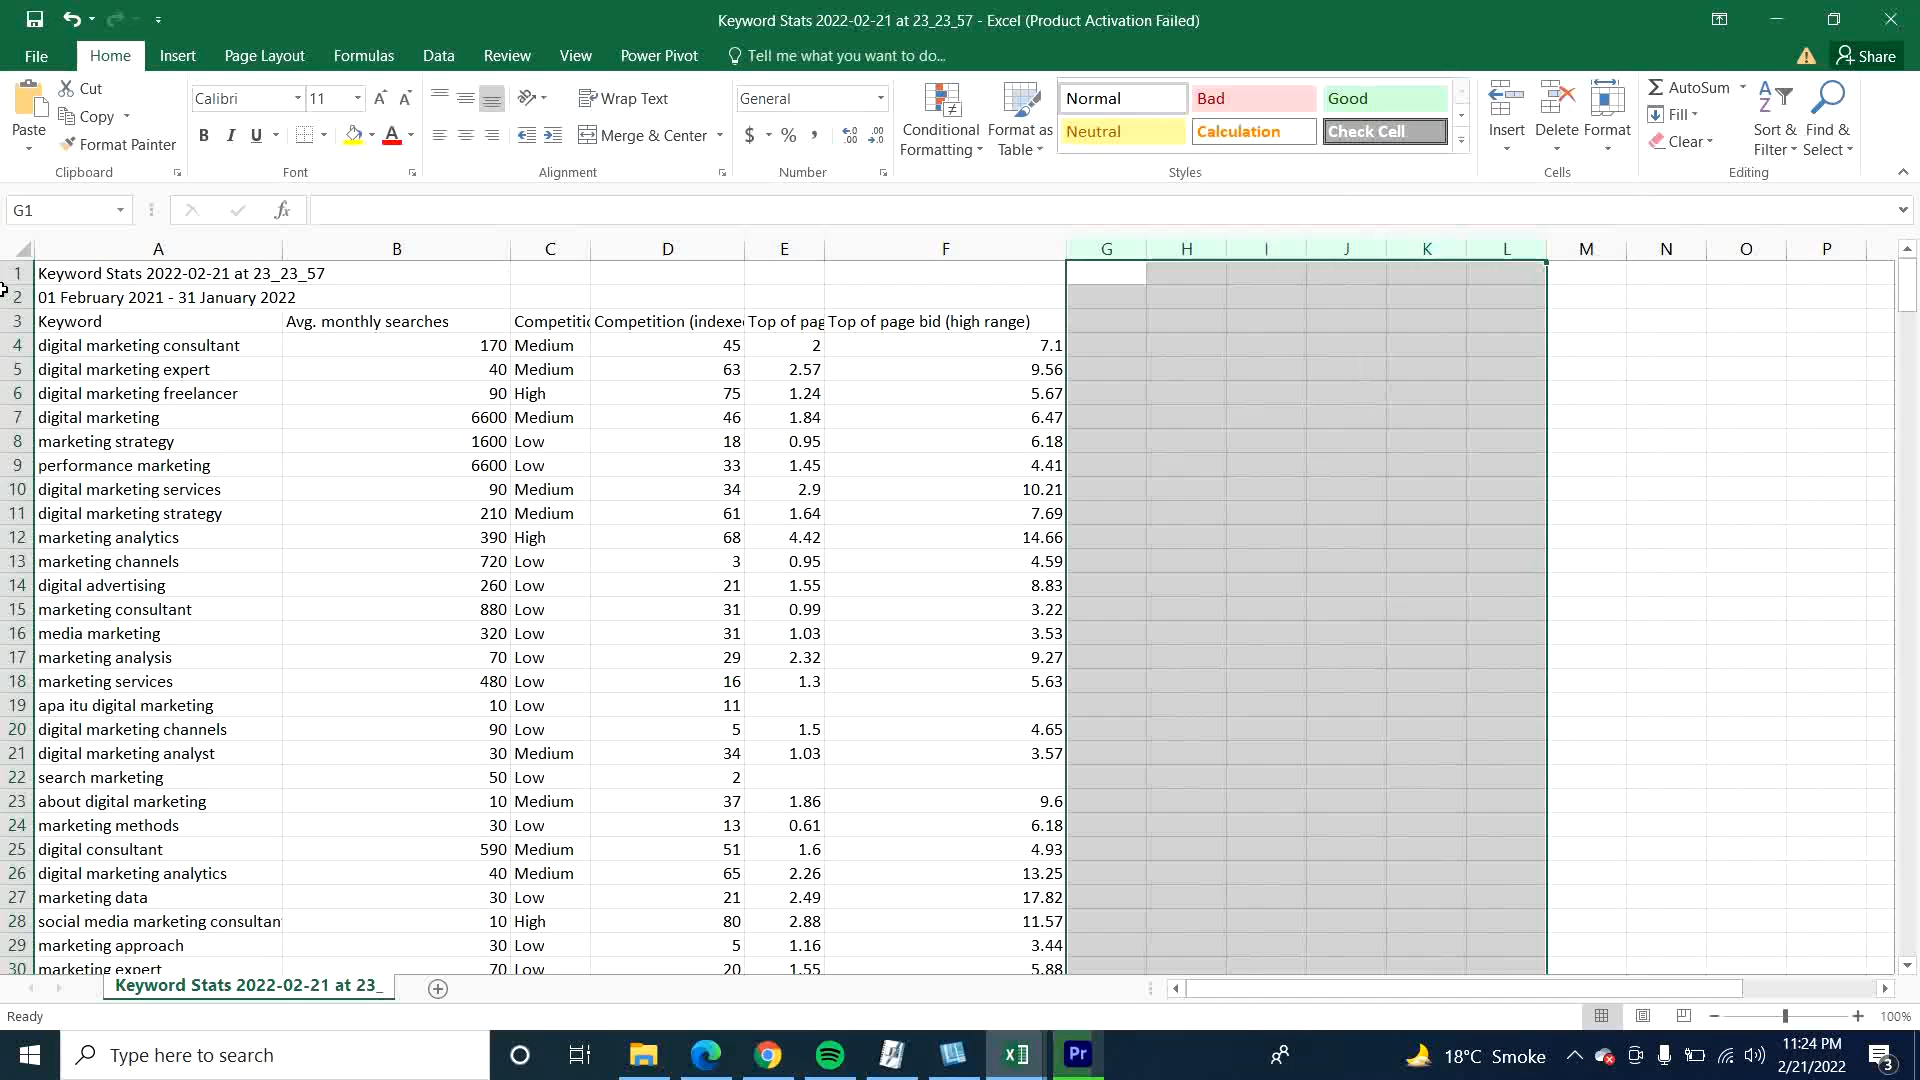 Keyword Stats 2022-02-21 at 23_23_57 - Excel (Product Activation Failed)
File Home Insert Page Layout Formulas Data Review View Power Pivot Tell me what you want to do... Share
Paste Cut Copy Format Painter Clipboard
Calibri 11 A A B I U A Font
Wrap Text Merge & Center Alignment
General $ % , .00 Number
Conditional Formatting Format as Table
Normal Bad Good
Neutral Calculation Check Cell
Styles
Insert Delete Format Cells
AutoSum Fill Clear Sort & Filter Find & Select Editing
G1 fx
A B C D E F G H I J K L M N O P
1 Keyword Stats 2022-02-21 at 23_23_57
2 01 February 2021 - 31 January 2022
3 Keyword Avg. monthly searches Competitic Competition (indexe Top of pag Top of page bid (high range)
4 digital marketing consultant 170 Medium 45 2 7.1
5 digital marketing expert 40 Medium 63 2.57 9.56
6 digital marketing freelancer 90 High 75 1.24 5.67
7 digital marketing 6600 Medium 46 1.84 6.47
8 marketing strategy 1600 Low 18 0.95 6.18
9 performance marketing 6600 Low 33 1.45 4.41
10 digital marketing services 90 Medium 34 2.9 10.21
11 digital marketing strategy 210 Medium 61 1.64 7.69
12 marketing analytics 390 High 68 4.42 14.66
13 marketing channels 720 Low 3 0.95 4.59
14 digital advertising 260 Low 21 1.55 8.83
15 marketing consultant 880 Low 31 0.99 3.22
16 media marketing 320 Low 31 1.03 3.53
17 marketing analysis 70 Low 29 2.32 9.27
18 marketing services 480 Low 16 1.3 5.63
19 apa itu digital marketing 10 Low 11
20 digital marketing channels 90 Low 5 1.5 4.65
21 digital marketing analyst 30 Medium 34 1.03 3.57
22 search marketing 50 Low 2
23 about digital marketing 10 Medium 37 1.86 9.6
24 marketing methods 30 Low 13 0.61 6.18
25 digital consultant 590 Medium 51 1.6 4.93
26 digital marketing analytics 40 Medium 65 2.26 13.25
27 marketing data 30 Low 21 2.49 17.82
28 social media marketing consultan 10 High 80 2.88 11.57
29 marketing approach 30 Low 5 1.16 3.44
30 marketing expert 70 Low 20 1.55 5.88
Keyword Stats 2022-02-21 at 23_
Ready 100%
Type here to search Pr 18°C Smoke 11:24 PM
2/21/2022 3